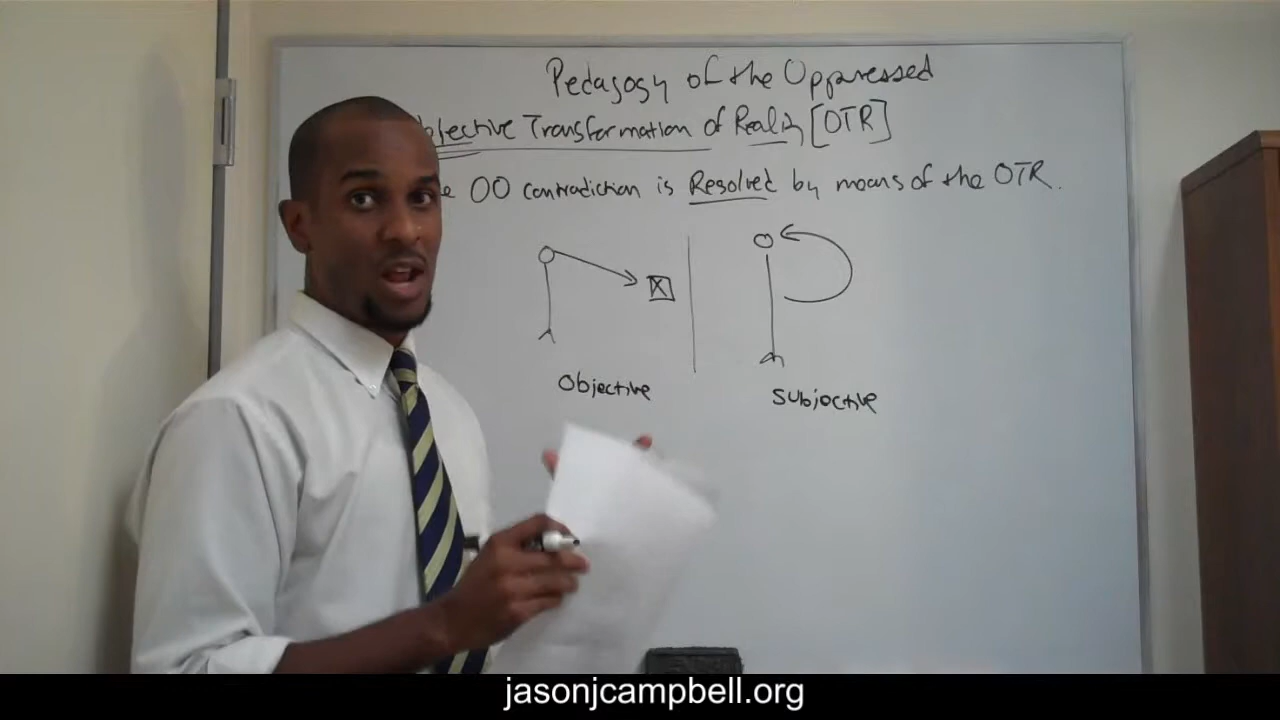 Pedagogy of the Oppressed
bjective Transformation of Reality [OTR]
e OO contradiction is Resolved by means of the OTR.
X
Objective
Subjective
jasonjcampbell.org